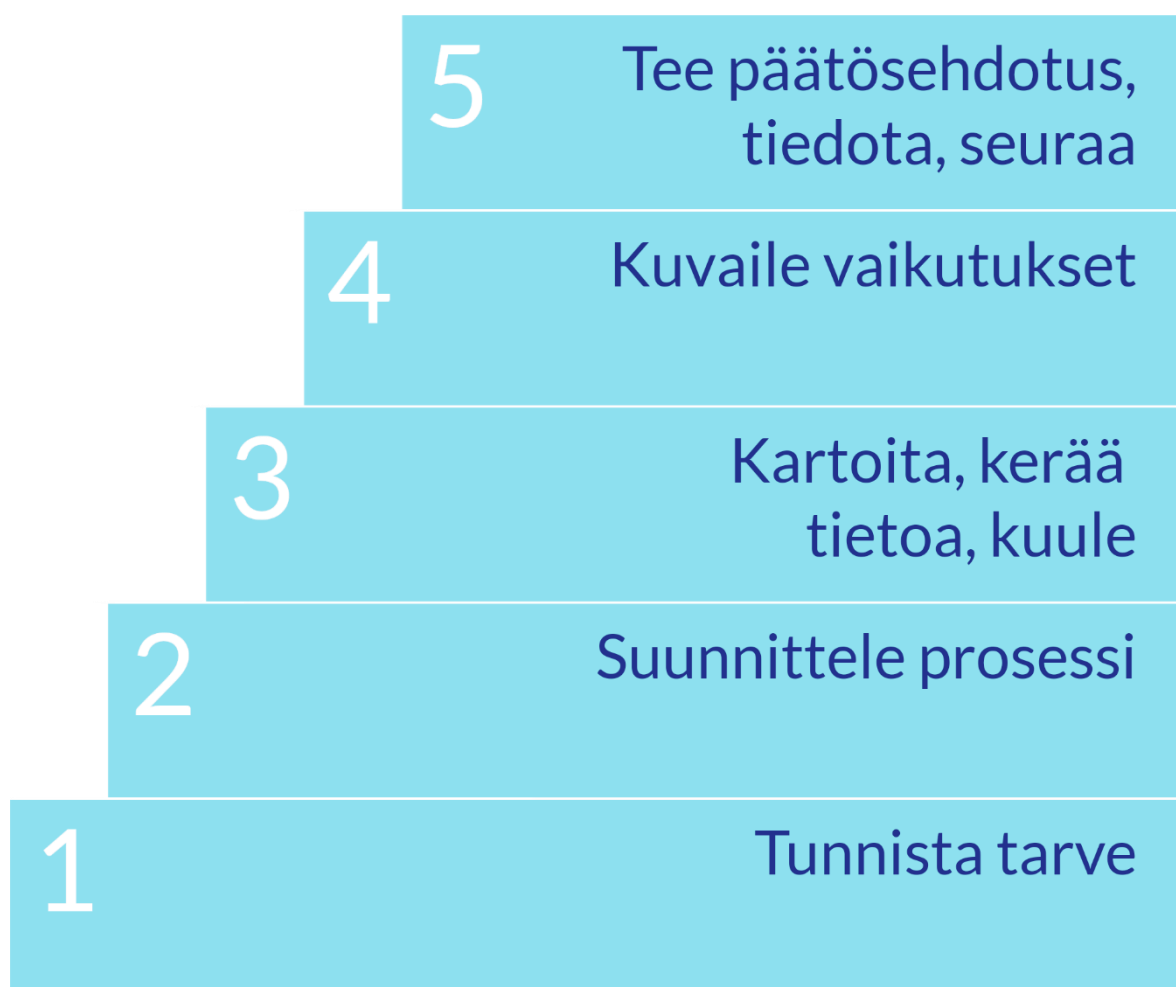 5
Tee päätösehdotus,
tiedota, seuraa
4
Kuvaile vaikutukset
3
Kartoita, kerää
tietoa, kuule
2
Suunnittele prosessi
1
Tunnista tarve